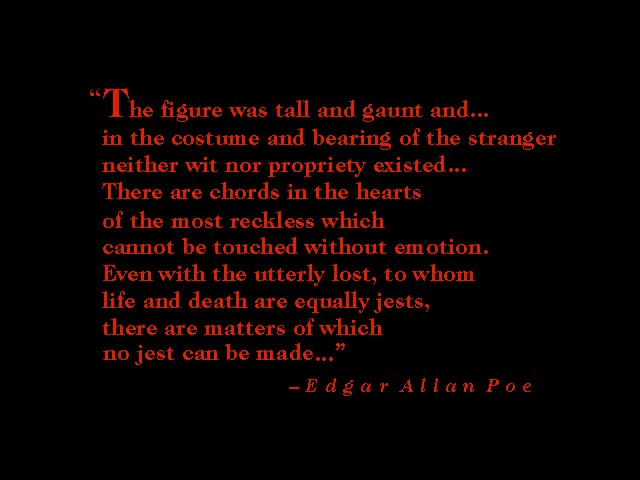 “The figure was tall and gaunt and...
in the costume and bearing of the stranger
neither wit nor propriety existed...
There are chords in the hearts
of the most reckless which
cannot be touched without emotion.
Even with the utterly lost, to whom
life and death are equally jests,
there are matters of which
no jest can be made...”
–Edgar Allan Poe